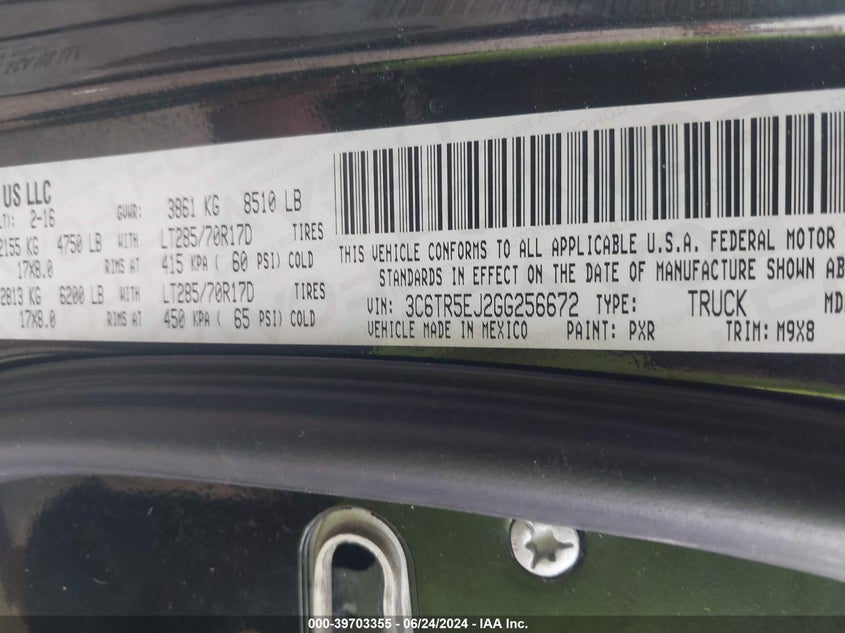 US LLC
LTI: 2-16 GVWR: 3861 KG 8510 LB
2155 KG 4750 LB WITH LT285/70R17D TIRES
17X8.0 RIMS AT 415 KPA ( 60 PSI) COLD
2813 KG 6200 LB WITH LT285/70R17D TIRES
17X8.0 RIMS AT 450 KPA ( 65 PSI) COLD
THIS VEHICLE CONFORMS TO ALL APPLICABLE U.S.A. FEDERAL MOTOR
STANDARDS IN EFFECT ON THE DATE OF MANUFACTURE SHOWN AB
VIN: 3C6TR5EJ2GG256672 TYPE: TRUCK MD
VEHICLE MADE IN MEXICO PAINT: PXR TRIM: M9X8
000-39703355 - 06/24/2024 - IAA Inc.